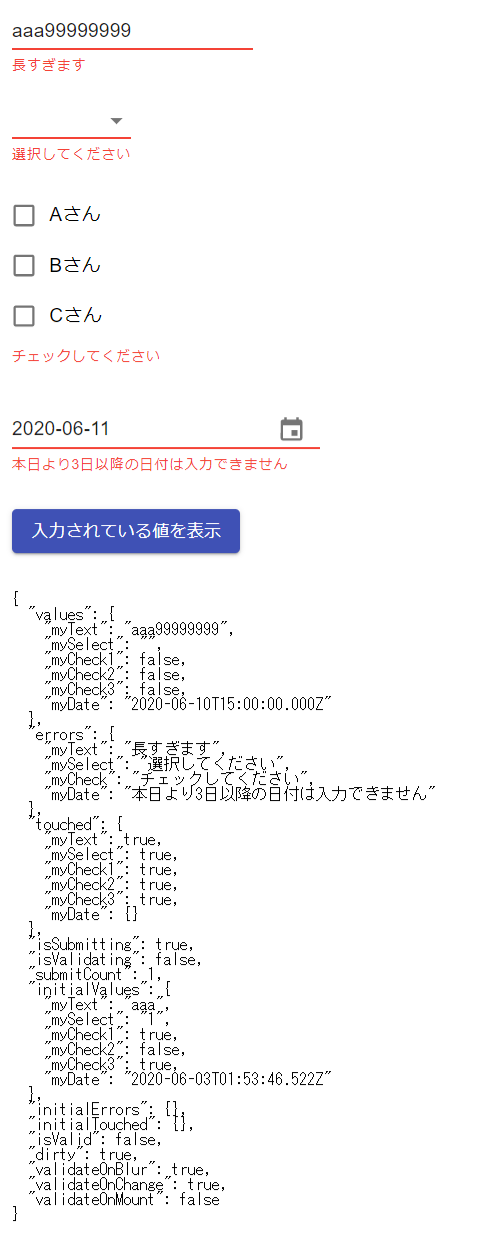 aaa99999999
長すぎます
選択してください
Aさん
Bさん
Cさん
チェックしてください
2020-06-11
本日より3日以降の日付は入力できません
入力されている値を表示
{
  "values": {
    "myText": "aaa99999999",
    "mySelect": "",
    "myCheck1": false,
    "myCheck2": false,
    "myCheck3": false,
    "myDate": "2020-06-10T15:00:00.000Z"
  },
  "errors": {
    "myText": "長すぎます",
    "mySelect": "選択してください",
    "myCheck": "チェックしてください",
    "myDate": "本日より3日以降の日付は入力できません"
  },
  "touched": {
    "myText": true,
    "mySelect": true,
    "myCheck1": true,
    "myCheck2": true,
    "myCheck3": true,
    "myDate": {}
  },
  "isSubmitting": true,
  "isValidating": false,
  "submitCount": 1,
  "initialValues": {
    "myText": "aaa",
    "mySelect": "1",
    "myCheck1": true,
    "myCheck2": false,
    "myCheck3": true,
    "myDate": "2020-06-03T01:53:46.522Z"
  },
  "initialErrors": {},
  "initialTouched": {},
  "isValid": false,
  "dirty": true,
  "validateOnBlur": true,
  "validateOnChange": true,
  "validateOnMount": false
}